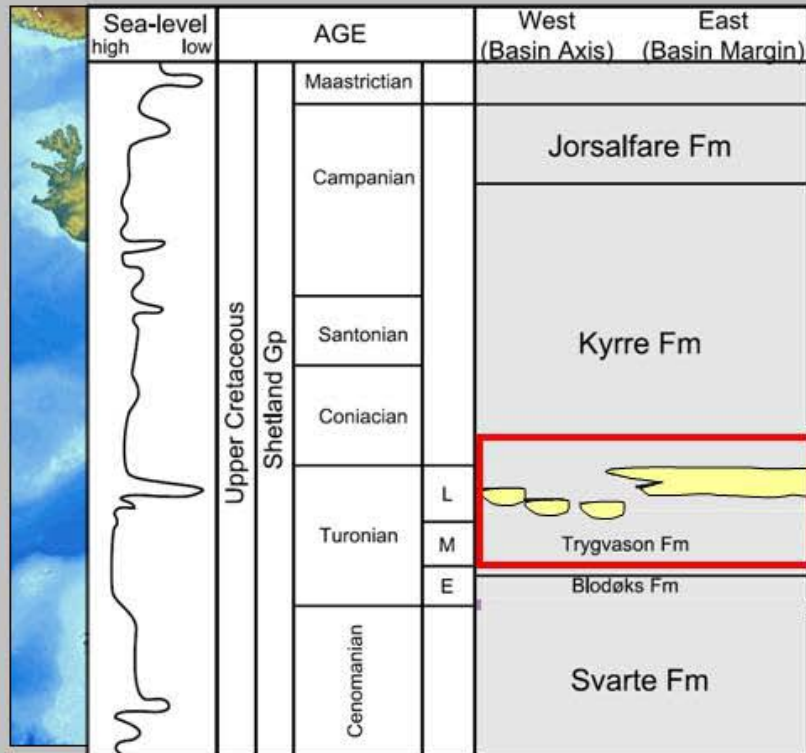 Sea-level
high low
AGE
West East
(Basin Axis) (Basin Margin)
Upper Cretaceous
Shetland Gp
Maastrictian
Campanian
Santonian
Coniacian
Turonian
Cenomanian
L
M
E
Jorsalfare Fm
Kyrre Fm
Trygvason Fm
Blodøks Fm
Svarte Fm